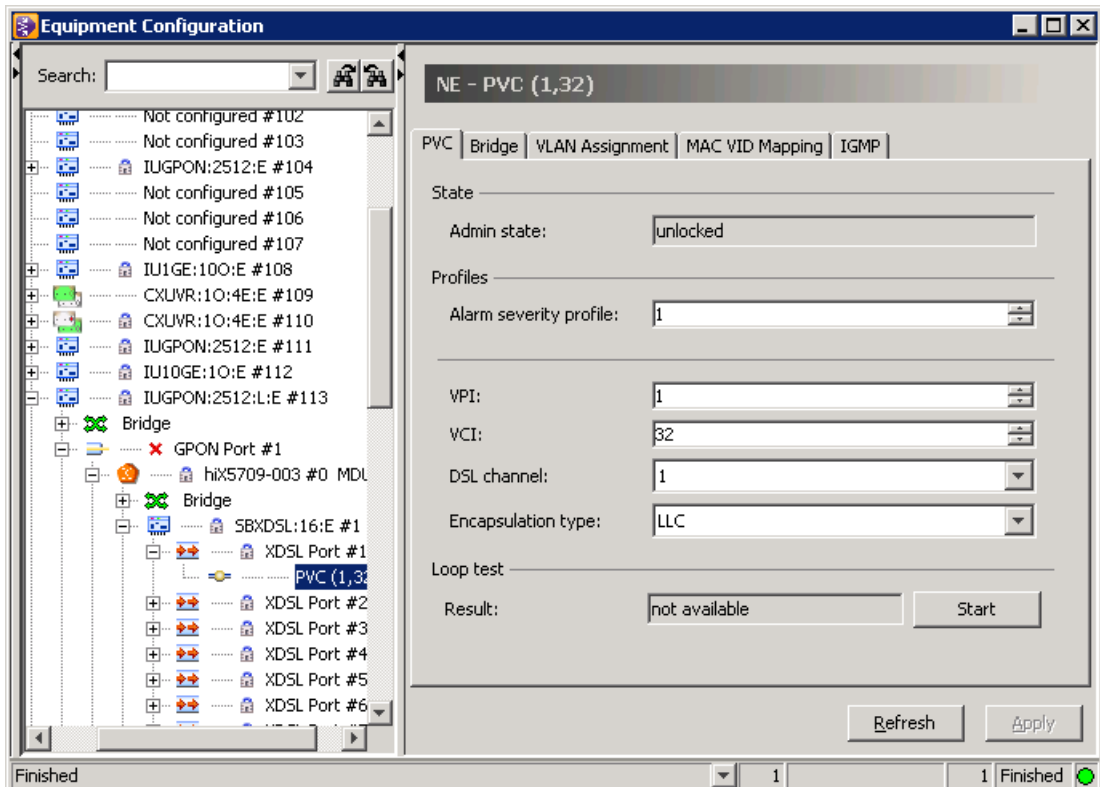 Equipment Configuration
Search:
Not configured #102
Not configured #103
IUGPON:2512:E #104
Not configured #105
Not configured #106
Not configured #107
IU1GE:10O:E #108
CXUVR:1O:4E:E #109
CXUVR:1O:4E:E #110
IUGPON:2512:E #111
IU10GE:1O:E #112
IUGPON:2512:L:E #113
Bridge
GPON Port #1
hiX5709-003 #0 MDU
Bridge
SBXDSL:16:E #1
XDSL Port #1
PVC (1,32
XDSL Port #2
XDSL Port #3
XDSL Port #4
XDSL Port #5
XDSL Port #6
NE - PVC (1,32)
PVC Bridge VLAN Assignment MAC VID Mapping IGMP
State
Admin state: unlocked
Profiles
Alarm severity profile: 1
VPI: 1
VCI: 32
DSL channel: 1
Encapsulation type: LLC
Loop test
Result: not available Start
Refresh Apply
Finished 1 1 Finished